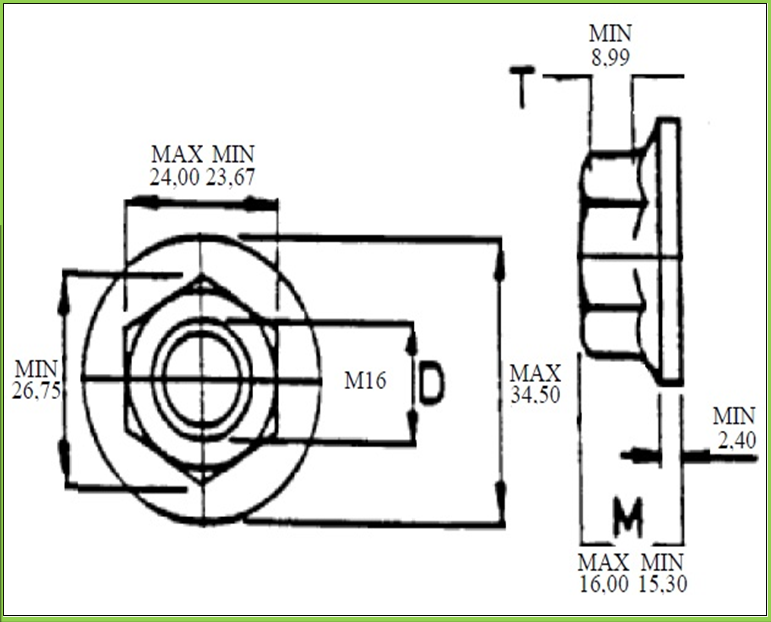 MIN
8,99
T
MAX MIN
24,00 23,67
MIN
26,75
M16
D
MAX
34,50
MIN
2,40
M
MAX MIN
16,00 15,30